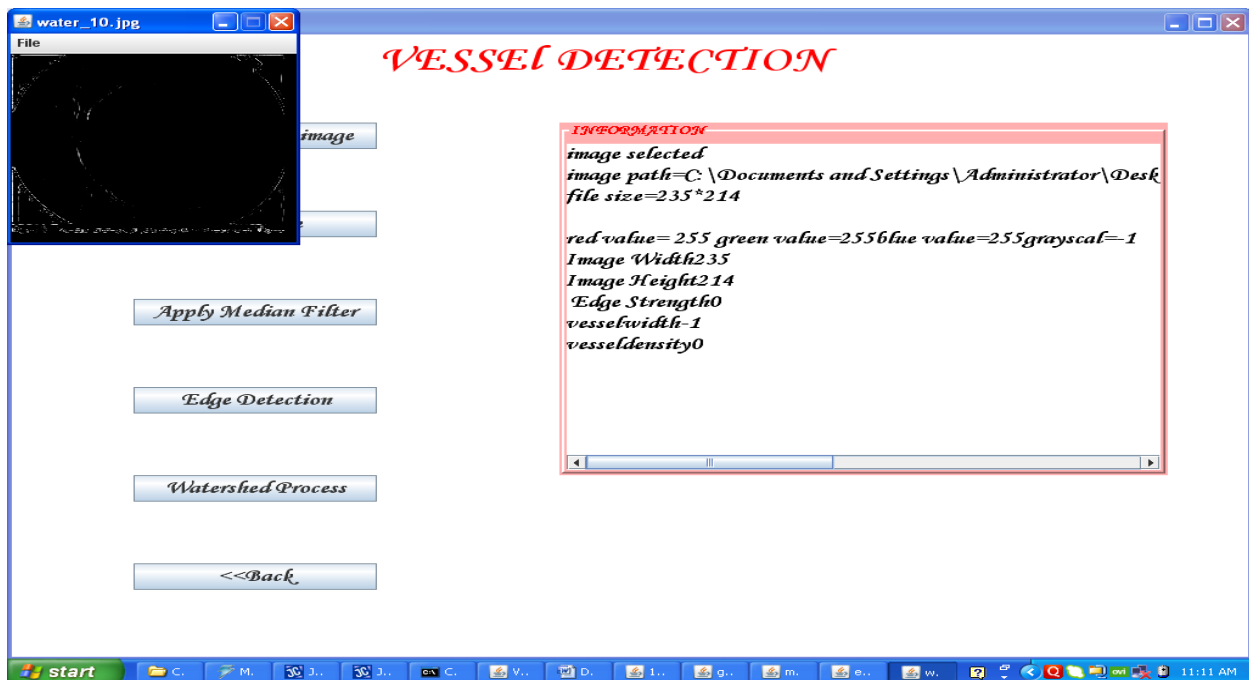 water_10.jpg
File
VESSEl DETECTION
image
INFORMATION
image selected
image path=C:\Documents and Settings\Administrator\Desk
file size=235*214
red value= 255 green value=255blue value=255grayscal=-1
Image Width235
Image Height214
Edge Strength0
vesselwidth-1
vesseldensity0
Apply Median Filter
Edge Detection
Watershed Process
<<Back
start
C.
M.
J..
J..
C.
V..
D.
1..
g..
m.
e..
w.
11:11 AM